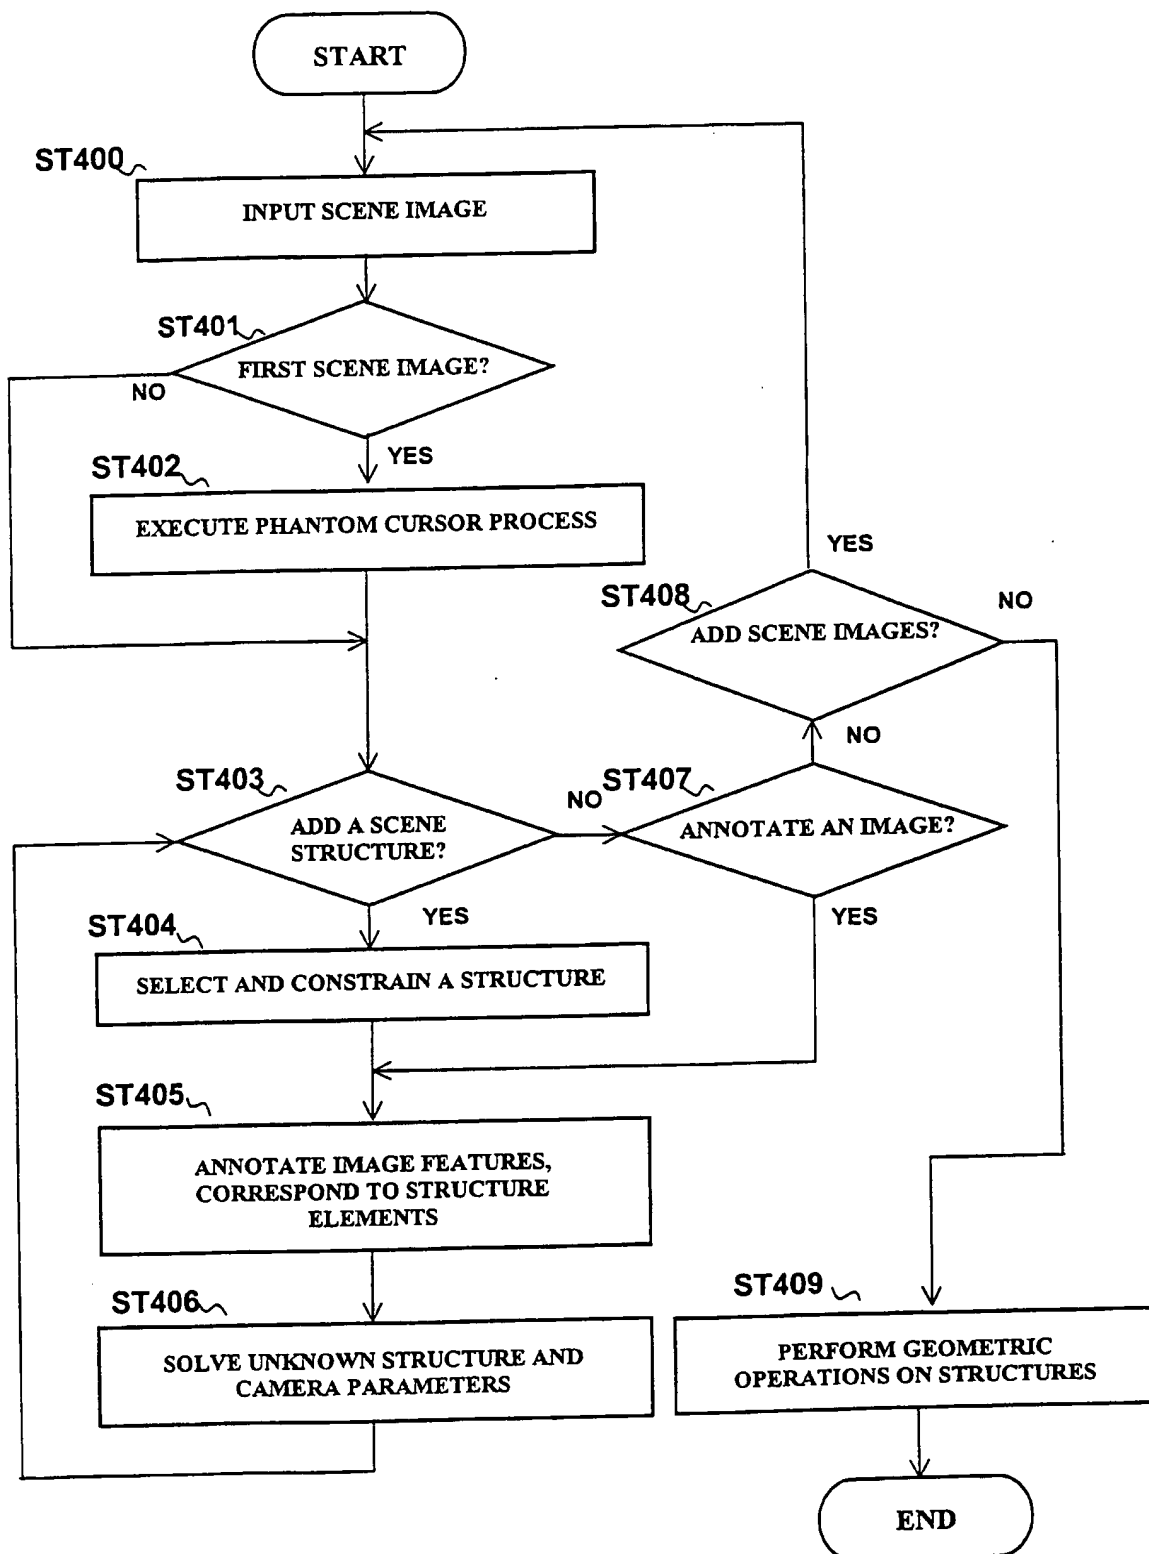 START
ST400
INPUT SCENE IMAGE
ST401
FIRST SCENE IMAGE?
NO
YES
ST402
EXECUTE PHANTOM CURSOR PROCESS
YES
ST408
NO
ADD SCENE IMAGES?
NO
ST403
NO
ST407
ADD A SCENE
STRUCTURE?
ANNOTATE AN IMAGE?
YES
YES
ST404
SELECT AND CONSTRAIN A STRUCTURE
ST405
ANNOTATE IMAGE FEATURES,
CORRESPOND TO STRUCTURE
ELEMENTS
ST406
SOLVE UNKNOWN STRUCTURE AND
CAMERA PARAMETERS
ST409
PERFORM GEOMETRIC
OPERATIONS ON STRUCTURES
END